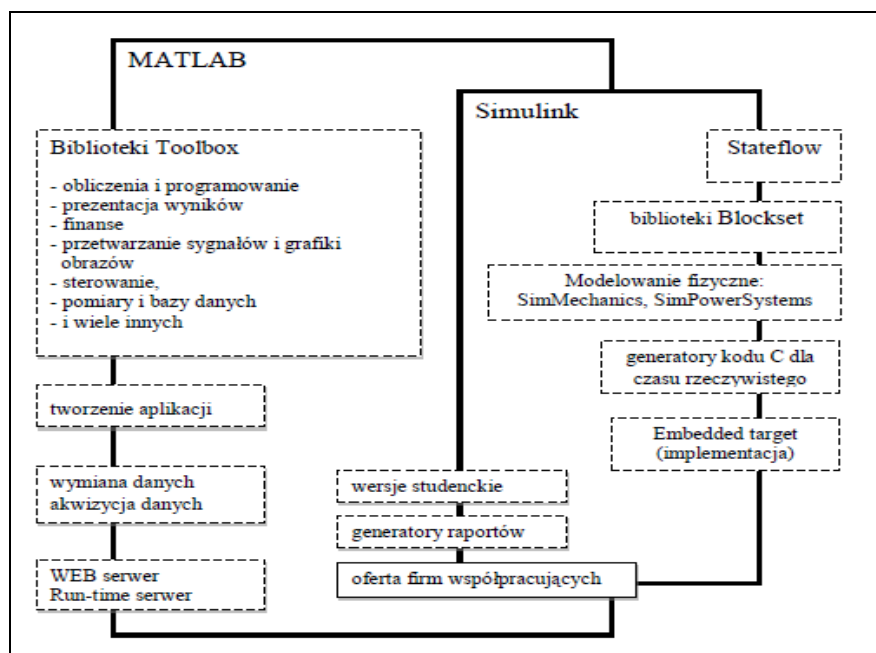 MATLAB
Biblioteki Toolbox
- obliczenia i programowanie
- prezentacja wyników
- finanse
- przetwarzanie sygnałów i grafiki
obrazów
- sterowanie,
- pomiary i bazy danych
- i wiele innych
tworzenie aplikacji
wymiana danych
akwizycja danych
WEB serwer
Run-time serwer
Simulink
Stateflow
biblioteki Blockset
Modelowanie fizyczne:
SimMechanics, SimPowerSystems
generatory kodu C dla
czasu rzeczywistego
Embedded target
(implementacja)
wersje studenckie
generatory raportów
oferta firm współpracujących